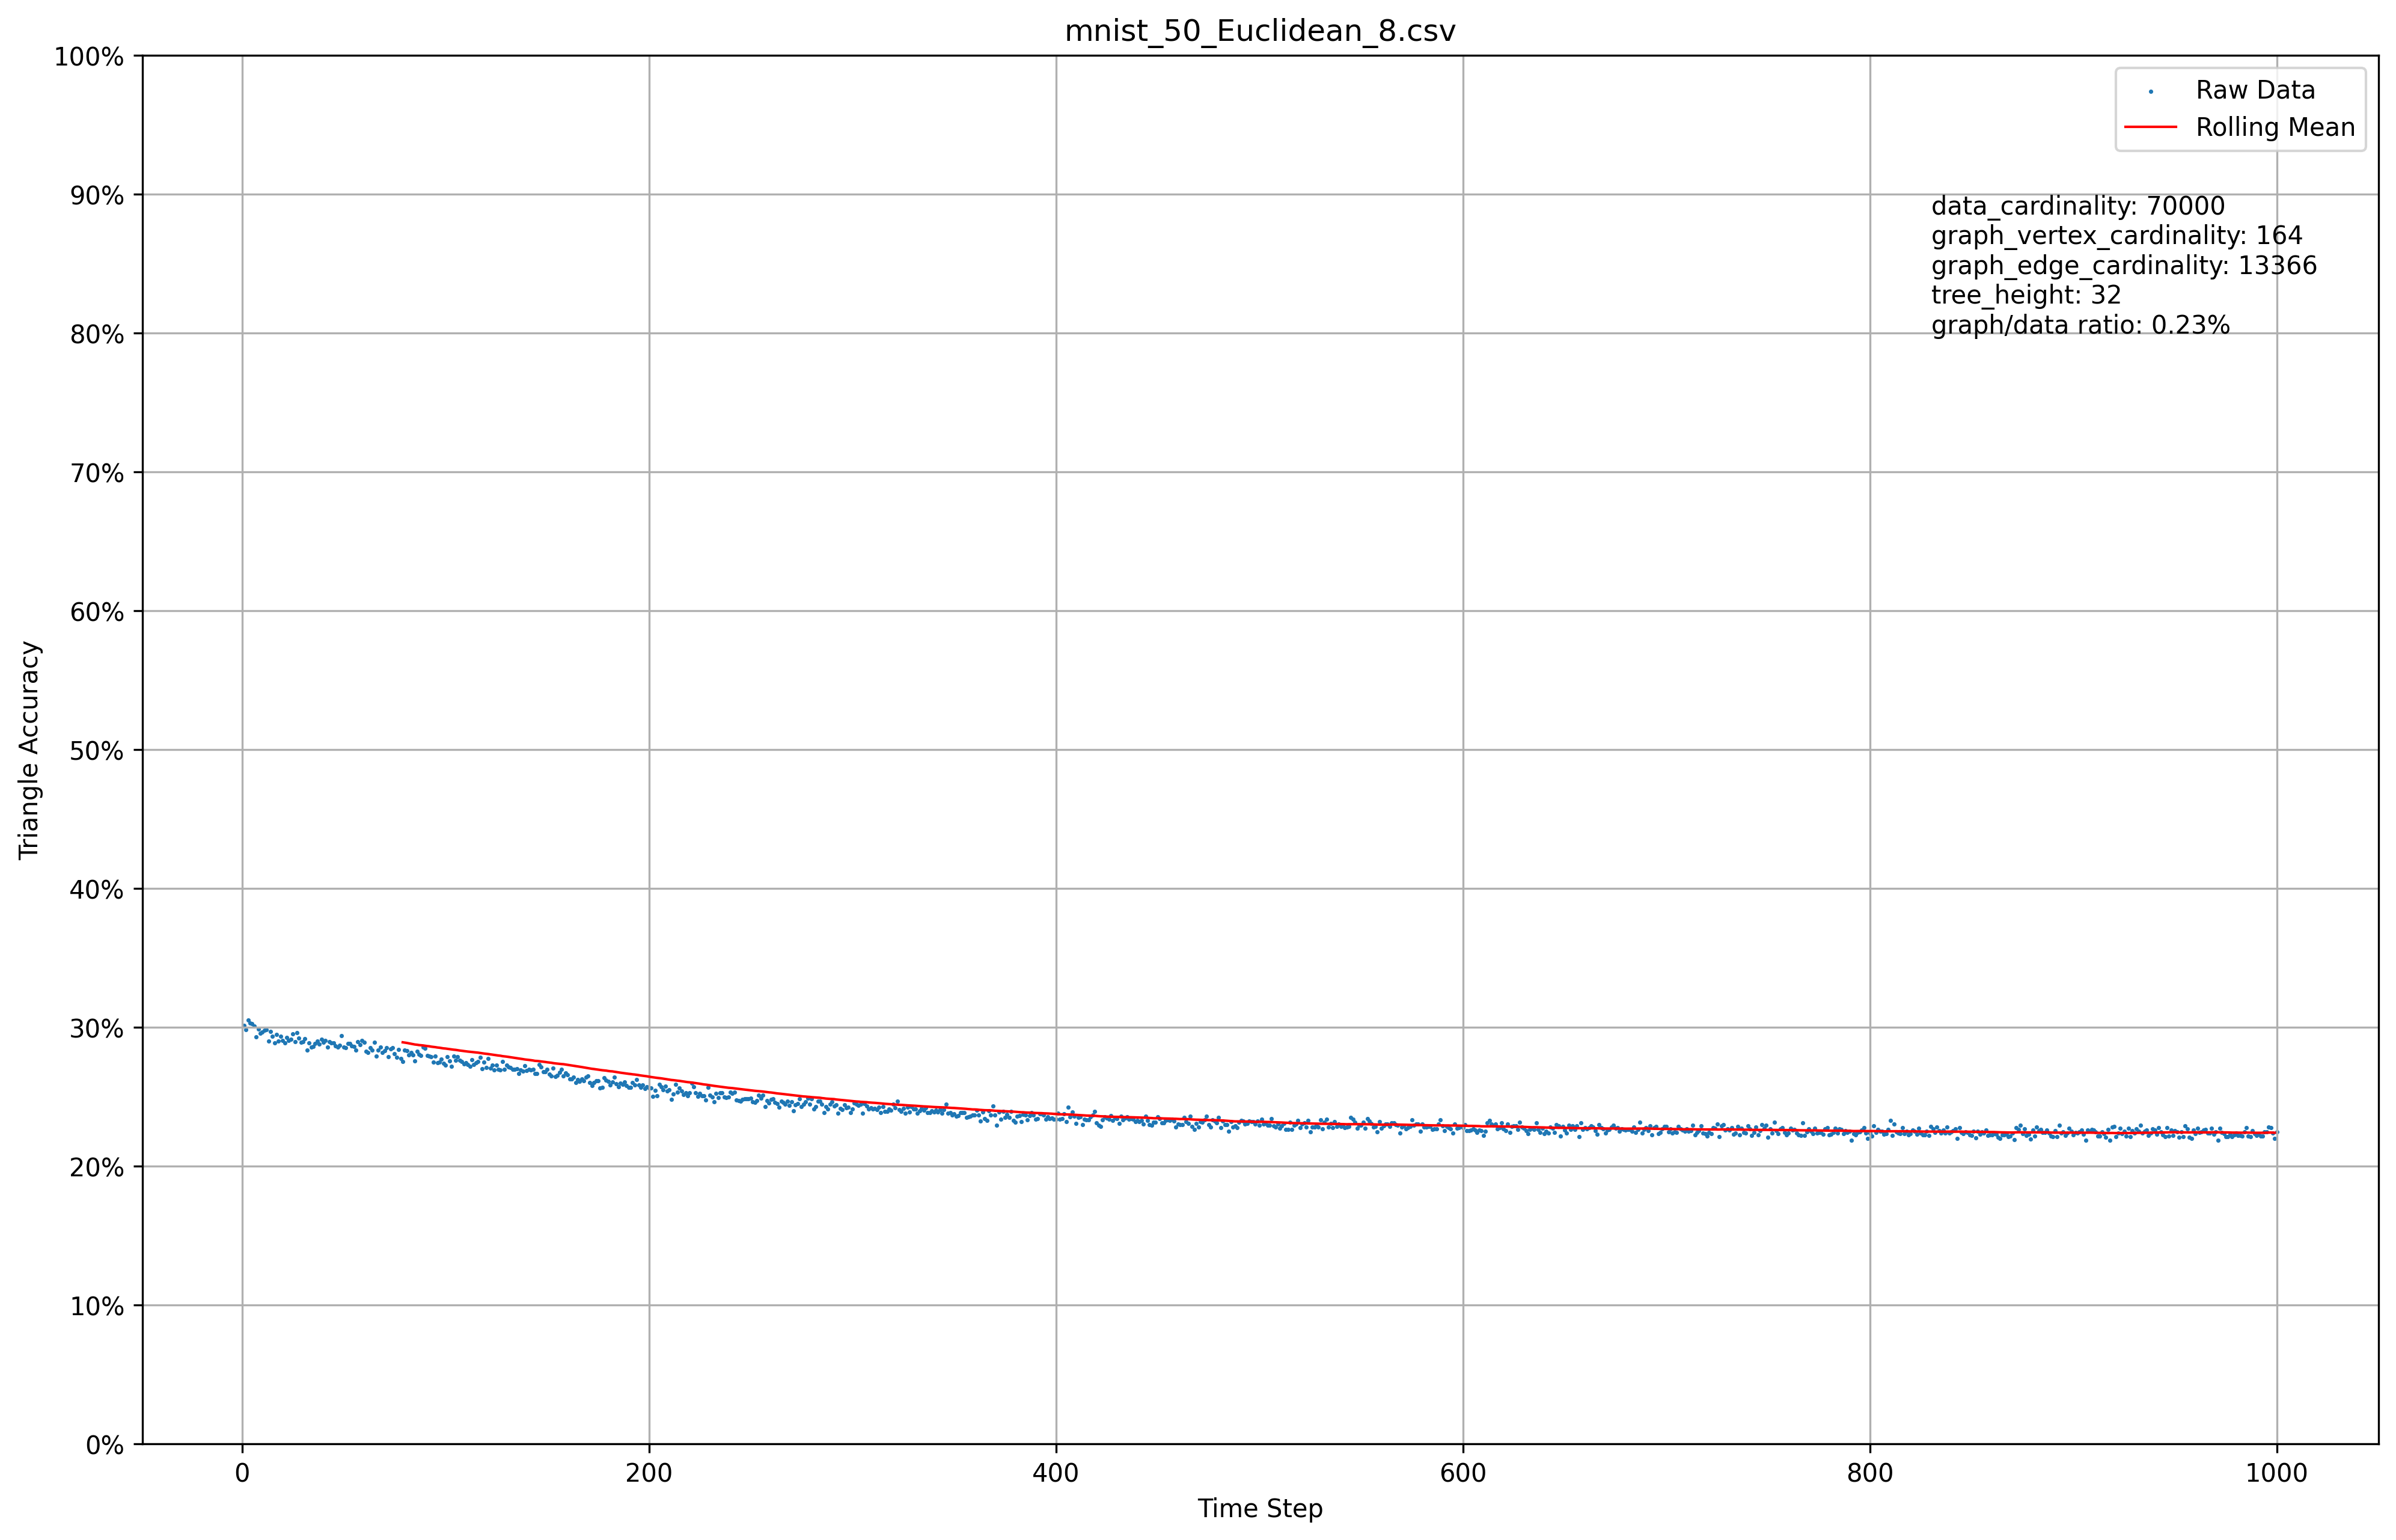 mnist_50_Euclidean_8.csv
100%
90%
80%
70%
60%
50%
40%
30%
20%
10%
0%
Triangle Accuracy
Raw Data
Rolling Mean
data_cardinality: 70000
graph_vertex_cardinality: 164
graph_edge_cardinality: 13366
tree_height: 32
graph/data ratio: 0.23%
0 200 400 600 800 1000
Time Step